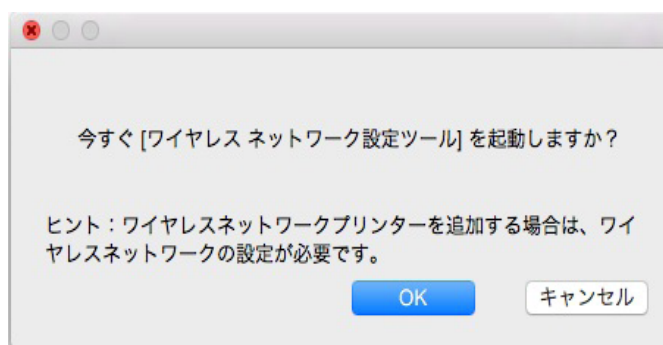 今すぐ [ワイヤレス ネットワーク設定ツール] を起動しますか？
ヒント：ワイヤレスネットワークプリンターを追加する場合は、ワイ
ヤレスネットワークの設定が必要です。
OK キャンセル